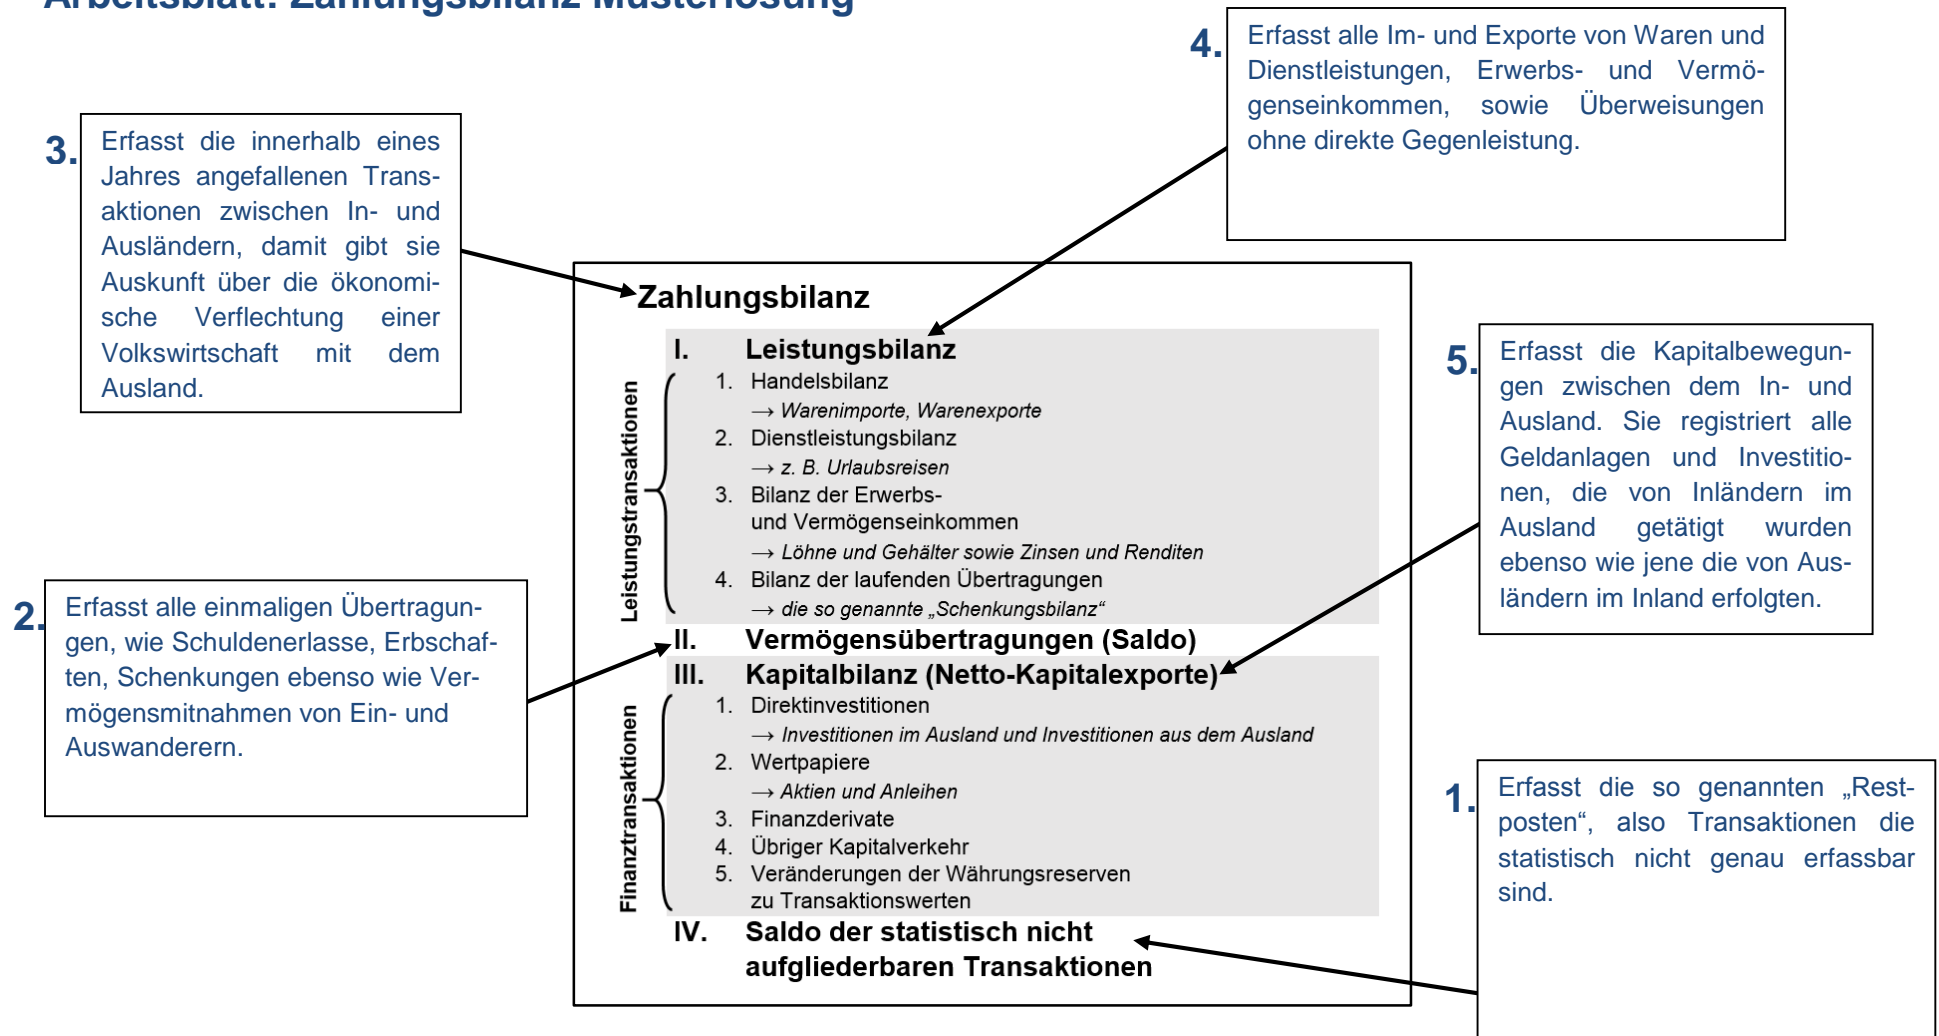 Arbeitsblatt: Zahlungsbilanz Musterlösung
4.
Erfasst alle Im- und Exporte von Waren und
Dienstleistungen, Erwerbs- und Vermö-
genseinkommen, sowie Überweisungen
ohne direkte Gegenleistung.
3.
Erfasst die innerhalb eines
Jahres angefallenen Trans-
aktionen zwischen In- und
Ausländern, damit gibt sie
Auskunft über die ökonomi-
sche Verflechtung einer
Volkswirtschaft mit dem
Ausland.
Zahlungsbilanz
I. Leistungsbilanz
Leistungstransaktionen
1. Handelsbilanz
→ Warenimporte, Warenexporte
2. Dienstleistungsbilanz
→ z. B. Urlaubsreisen
3. Bilanz der Erwerbs-
und Vermögenseinkommen
→ Löhne und Gehälter sowie Zinsen und Renditen
4. Bilanz der laufenden Übertragungen
→ die so genannte „Schenkungsbilanz“
II. Vermögensübertragungen (Saldo)
III. Kapitalbilanz (Netto-Kapitalexporte)
Finanztransaktionen
1. Direktinvestitionen
→ Investitionen im Ausland und Investitionen aus dem Ausland
2. Wertpapiere
→ Aktien und Anleihen
3. Finanzderivate
4. Übriger Kapitalverkehr
5. Veränderungen der Währungsreserven
zu Transaktionswerten
IV. Saldo der statistisch nicht
aufgliederbaren Transaktionen
5.
Erfasst die Kapitalbewegun-
gen zwischen dem In- und
Ausland. Sie registriert alle
Geldanlagen und Investitio-
nen, die von Inländern im
Ausland getätigt wurden
ebenso wie jene die von Aus-
ländern im Inland erfolgten.
2.
Erfasst alle einmaligen Übertragun-
gen, wie Schuldenerlasse, Erbschaf-
ten, Schenkungen ebenso wie Ver-
mögensmitnahmen von Ein- und
Auswanderern.
1.
Erfasst die so genannten „Rest-
posten“, also Transaktionen die
statistisch nicht genau erfassbar
sind.